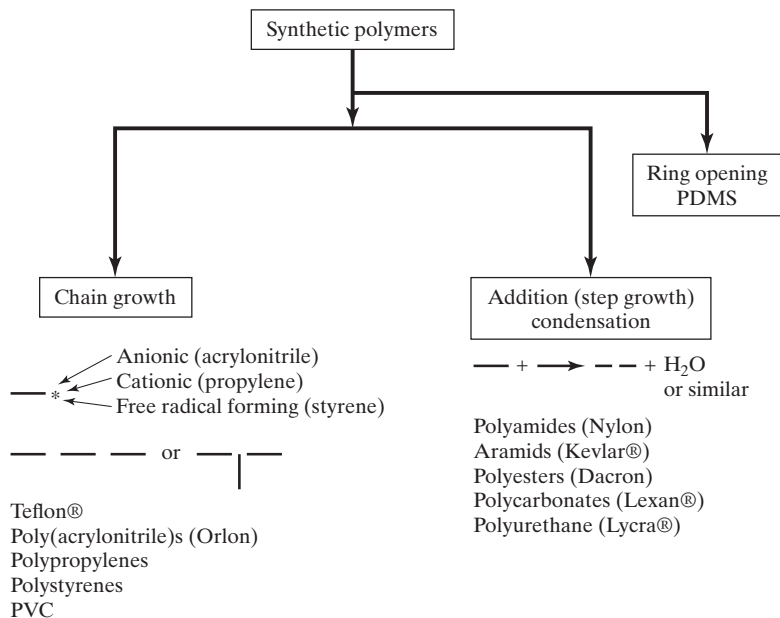 Synthetic polymers
Ring opening
PDMS
Chain growth
Addition (step growth)
condensation
Anionic (acrylonitrile)
* Cationic (propylene)
Free radical forming (styrene)
or
Teflon®
Poly(acrylonitrile)s (Orlon)
Polypropylenes
Polystyrenes
PVC
+ + H₂O
or similar
Polyamides (Nylon)
Aramids (Kevlar®)
Polyesters (Dacron)
Polycarbonates (Lexan®)
Polyurethane (Lycra®)